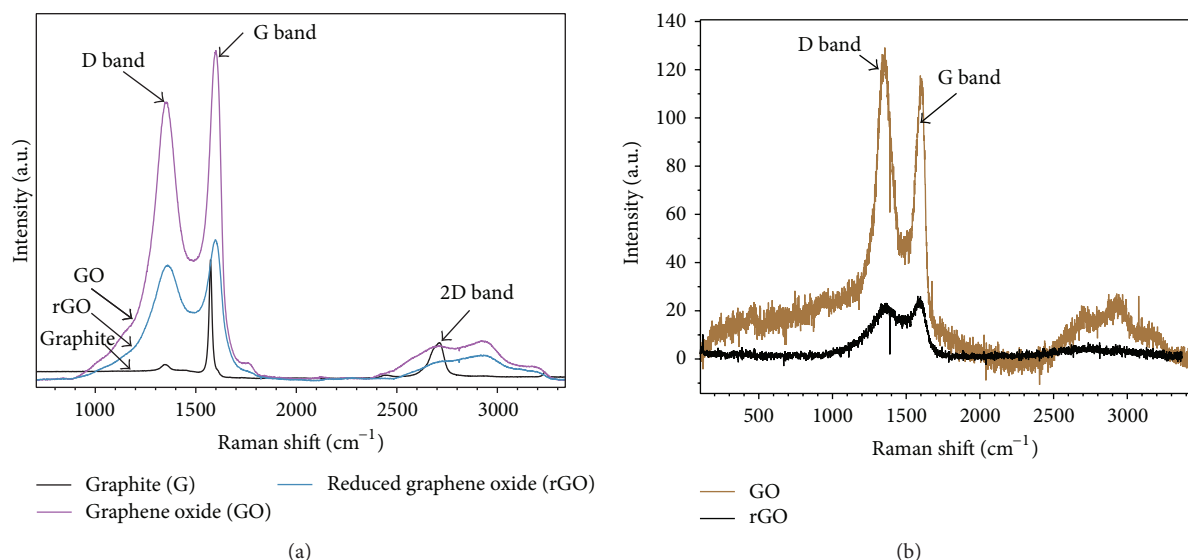 G band
D band
GO
rGO
Graphite
2D band
Intensity (a.u.)
1000 1500 2000 2500 3000
Raman shift (cm−1)
Graphite (G)
Reduced graphene oxide (rGO)
Graphene oxide (GO)
(a)
140
120
100
80
60
40
20
0
D band
G band
Intensity (a.u.)
500 1000 1500 2000 2500 3000
Raman shift (cm−1)
GO
rGO
(b)